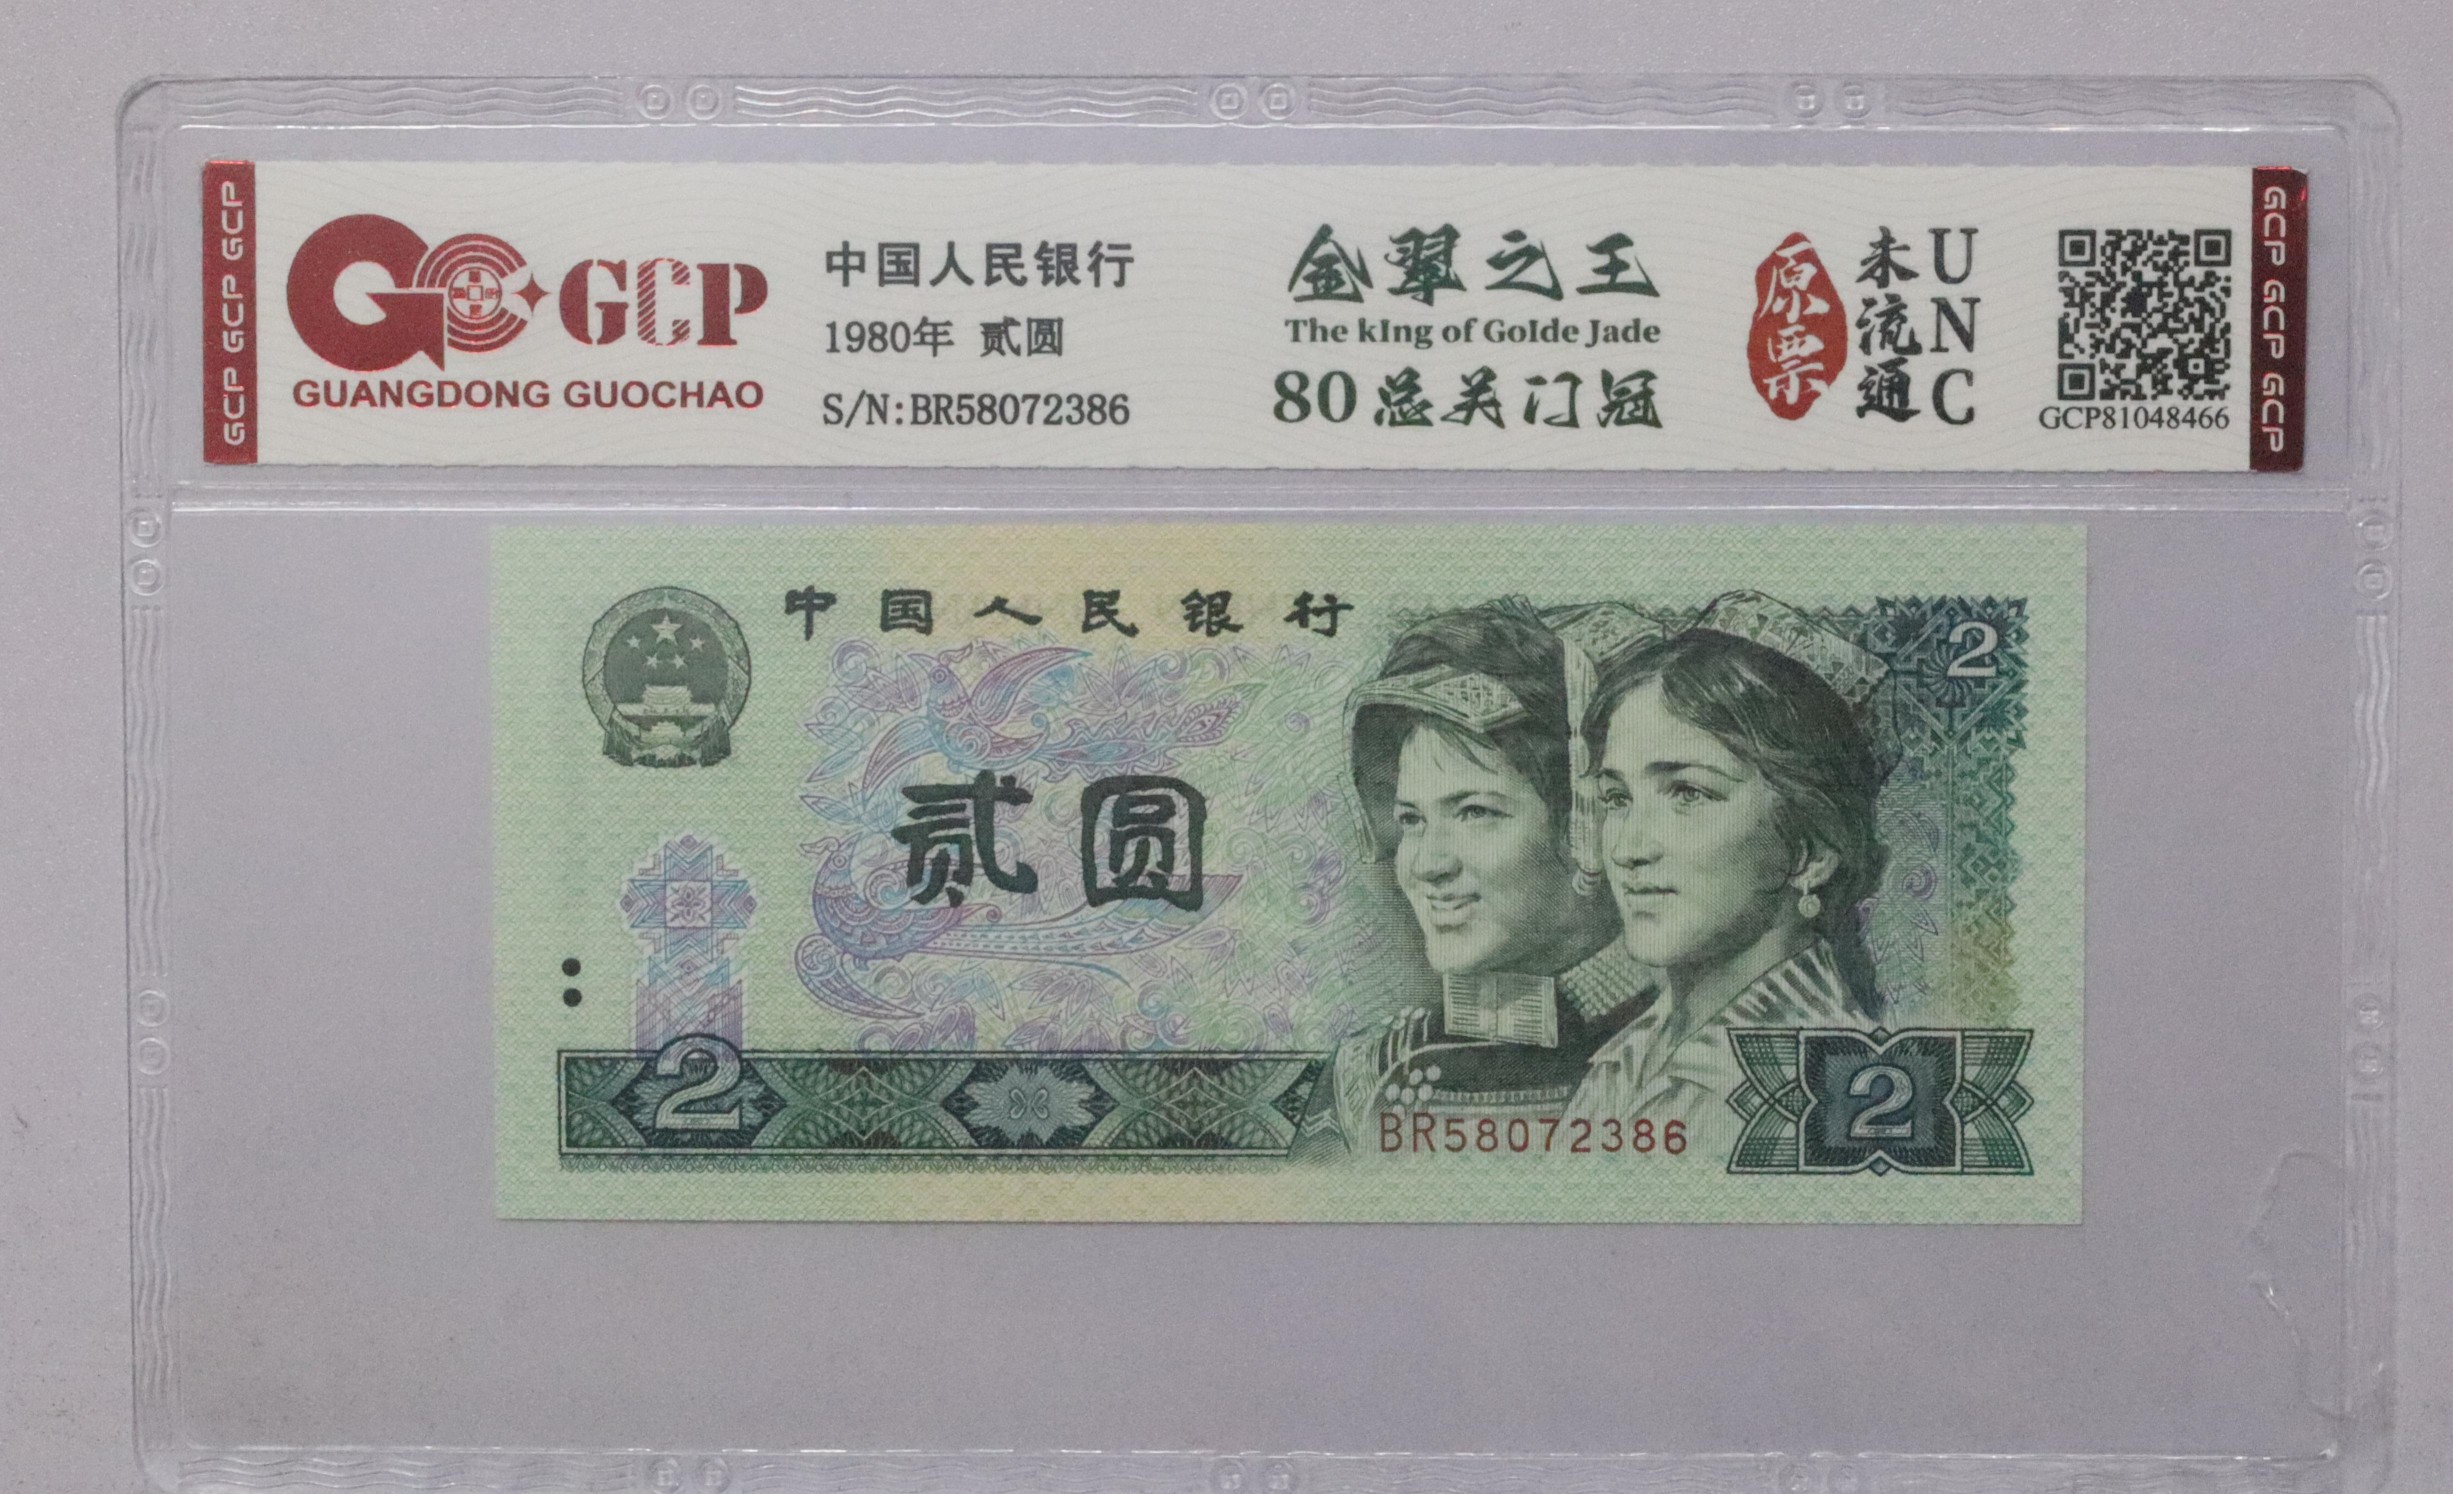 GCP GCP GCP
GCP
GUANGDONG GUOCHAO
中国人民银行
1980年 贰圆
S/N:BR58072386
金翠之王
The kIng of GoIde Jade
80总关门冠
原票
未流通
UNC
GCP81048466
GCP GCP GCP
中国人民银行
2
贰圆
2
BR58072386
2